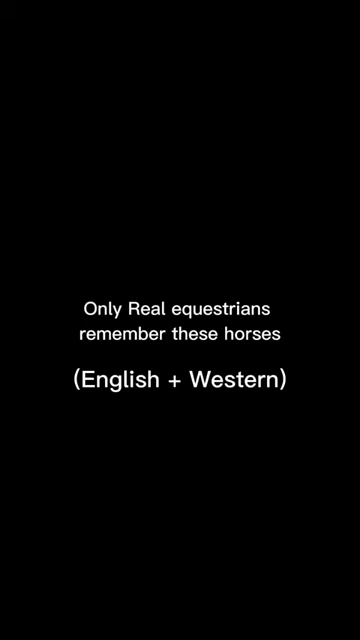 Only Real equestrians
remember these horses
(English + Western)